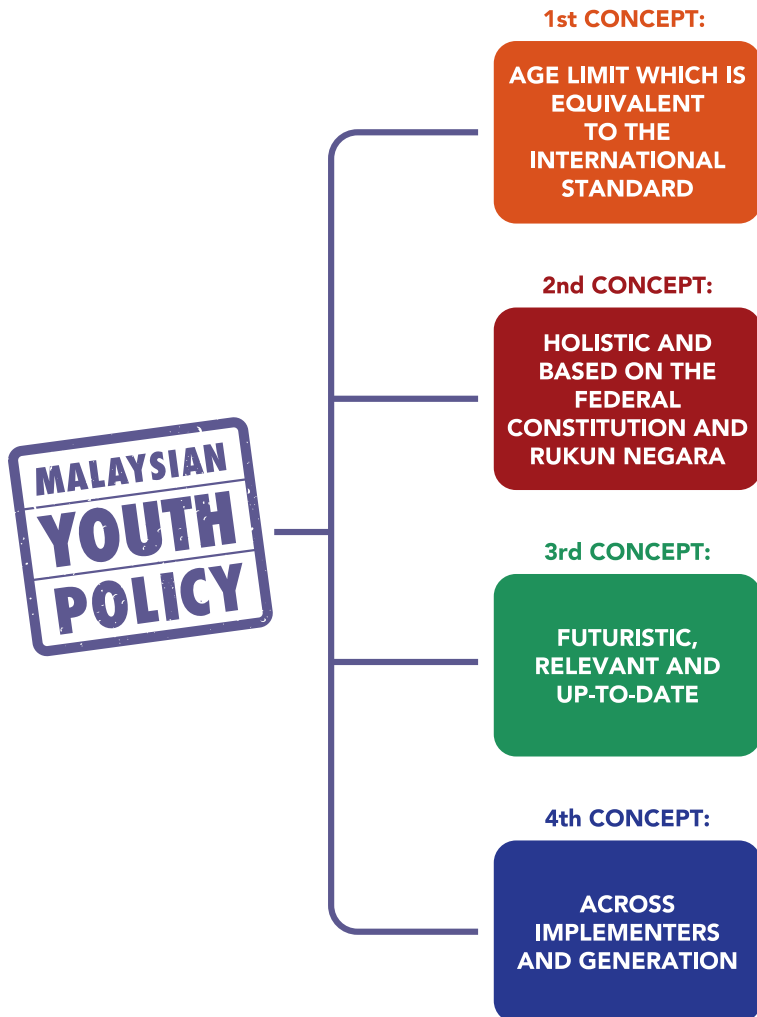 1st CONCEPT:
AGE LIMIT WHICH IS
EQUIVALENT
TO THE
INTERNATIONAL
STANDARD
2nd CONCEPT:
HOLISTIC AND
BASED ON THE
FEDERAL
CONSTITUTION AND
RUKUN NEGARA
MALAYSIAN
YOUTH
POLICY
3rd CONCEPT:
FUTURISTIC,
RELEVANT AND
UP-TO-DATE
4th CONCEPT:
ACROSS
IMPLEMENTERS
AND GENERATION